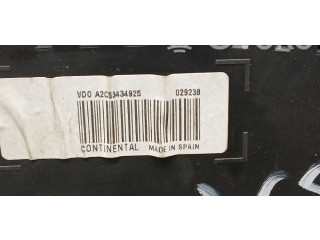 VDO A2C53434925 029238
CONTINENTAL MADE IN SPAIN